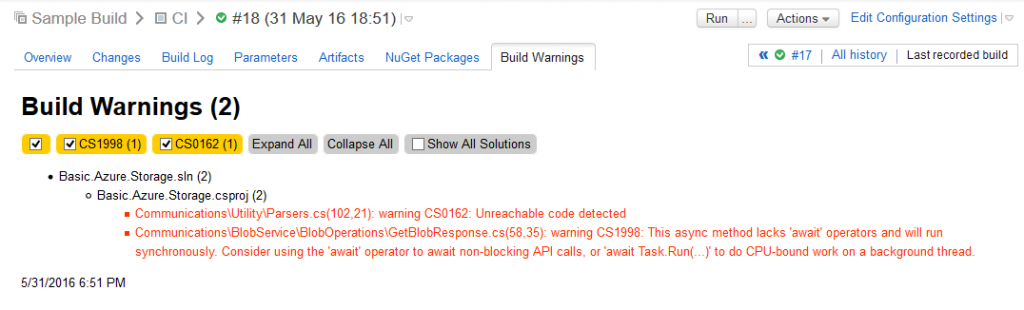 Sample Build > CI > #18 (31 May 16 18:51) Run ... Actions Edit Configuration Settings
Overview Changes Build Log Parameters Artifacts NuGet Packages Build Warnings « #17 All history Last recorded build
Build Warnings (2)
CS1998 (1) CS0162 (1) Expand All Collapse All Show All Solutions
Basic.Azure.Storage.sln (2)
Basic.Azure.Storage.csproj (2)
Communications\Utility\Parsers.cs(102,21): warning CS0162: Unreachable code detected
Communications\BlobService\BlobOperations\GetBlobResponse.cs(58,35): warning CS1998: This async method lacks 'await' operators and will run
synchronously. Consider using the 'await' operator to await non-blocking API calls, or 'await Task.Run(...)' to do CPU-bound work on a background thread.
5/31/2016 6:51 PM